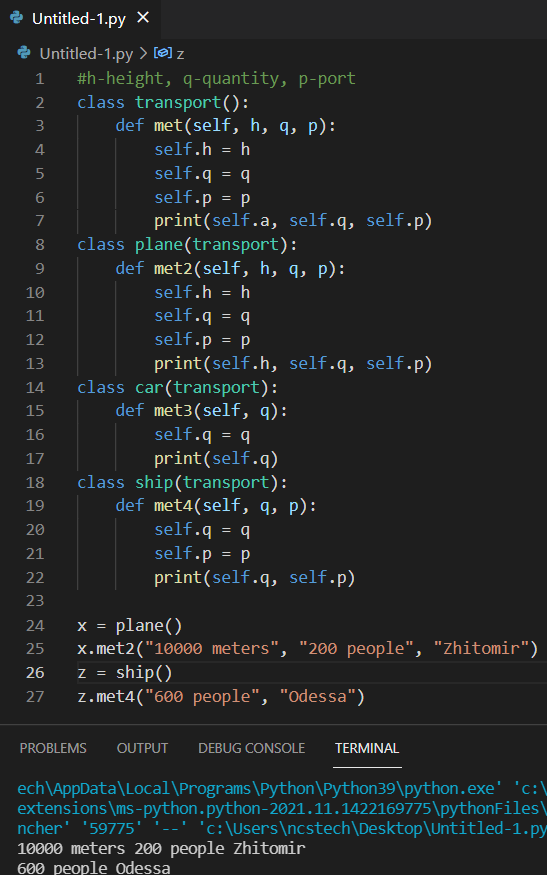 Untitled-1.py ×
Untitled-1.py > z
1 #h-height, q-quantity, p-port
2 class transport():
3 def met(self, h, q, p):
4 self.h = h
5 self.q = q
6 self.p = p
7 print(self.a, self.q, self.p)
8 class plane(transport):
9 def met2(self, h, q, p):
10 self.h = h
11 self.q = q
12 self.p = p
13 print(self.h, self.q, self.p)
14 class car(transport):
15 def met3(self, q):
16 self.q = q
17 print(self.q)
18 class ship(transport):
19 def met4(self, q, p):
20 self.q = q
21 self.p = p
22 print(self.q, self.p)
23
24 x = plane()
25 x.met2("10000 meters", "200 people", "Zhitomir")
26 z = ship()
27 z.met4("600 people", "Odessa")
PROBLEMS OUTPUT DEBUG CONSOLE TERMINAL
ech\AppData\Local\Programs\Python\Python39\python.exe' 'c:\
extensions\ms-python.python-2021.11.1422169775\pythonFiles\
ncher' '59775' '--' 'c:\Users\ncstech\Desktop\Untitled-1.py
10000 meters 200 people Zhitomir
600 people Odessa